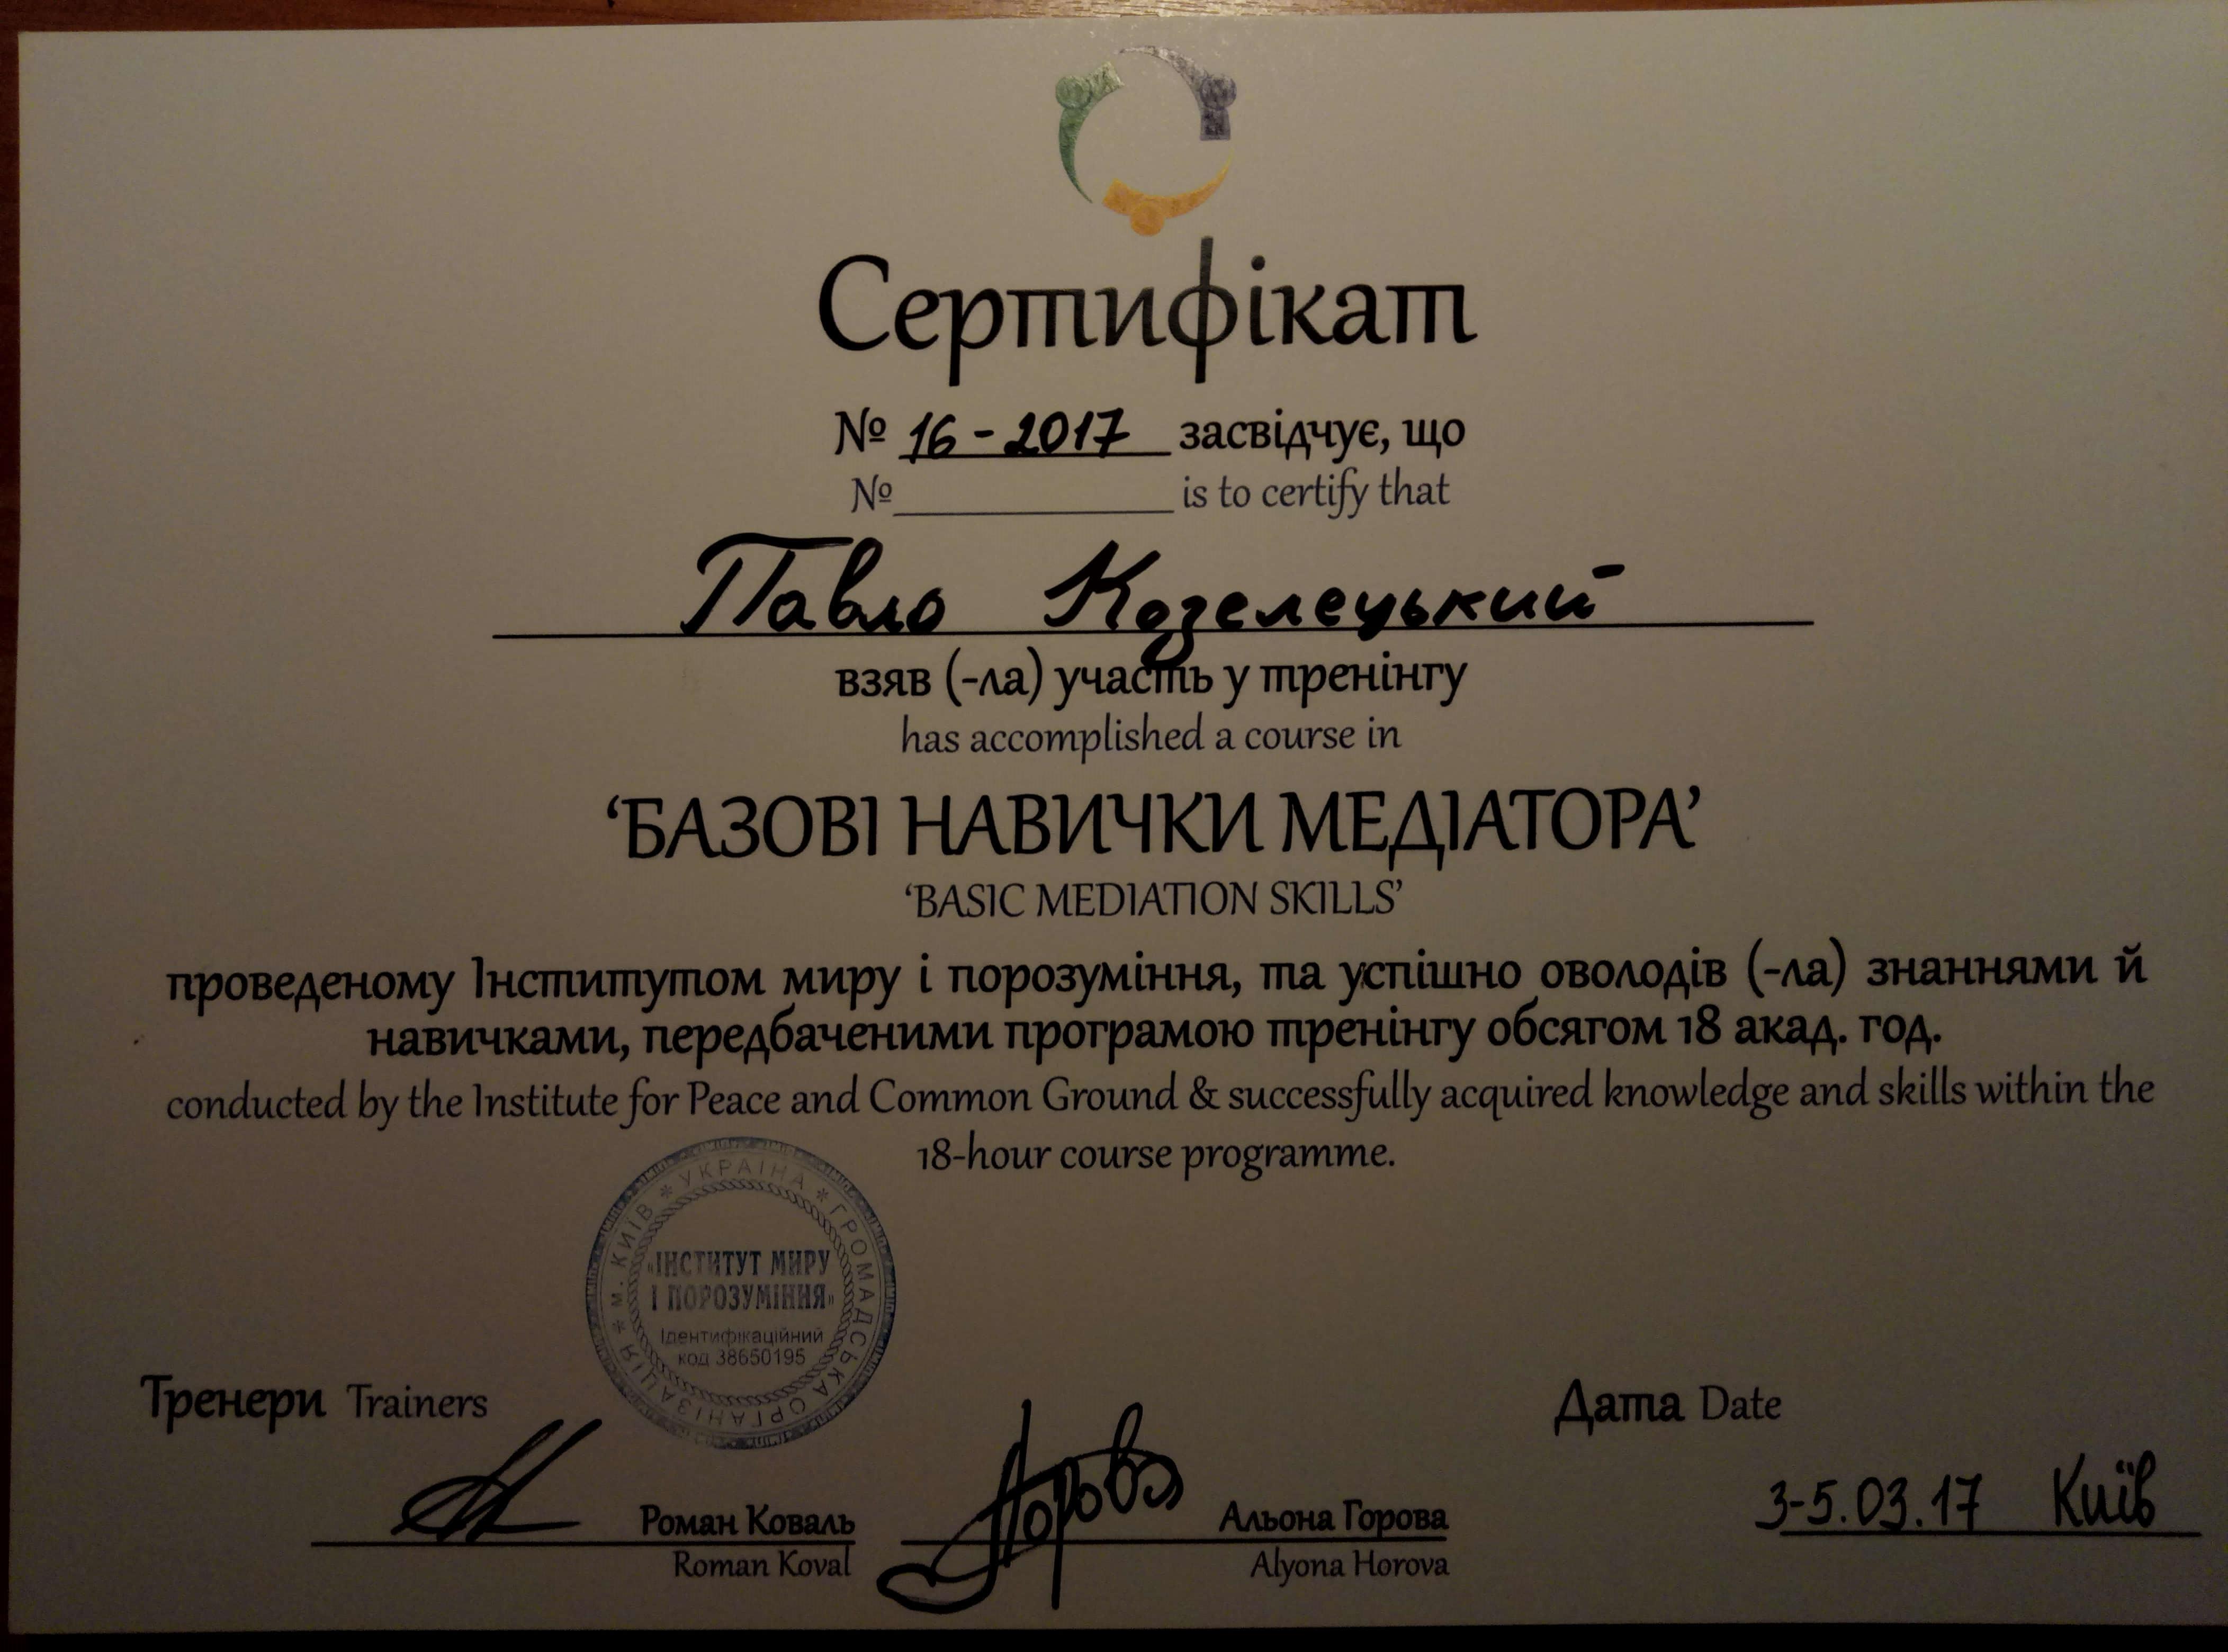 Сертифікат
№ 16-2017 засвідчує, що
№ is to certify that
Павло Козелецький
взяв (-ла) участь у тренінгу
has accomplished a course in
‘БАЗОВІ НАВИЧКИ МЕДІАТОРА’
‘BASIC MEDIATION SKILLS’
проведеному Інститутом миру і порозуміння, та успішно оволодів (-ла) знаннями й
навичками, передбаченими програмою тренінгу обсягом 18 акад. год.
conducted by the Institute for Peace and Common Ground & successfully acquired knowledge and skills within the
18-hour course programme.
* УКРАЇНА * ГРОМАДСЬКА ОРГАНІЗАЦІЯ * м. КИЇВ
«ІНСТИТУТ МИРУ
І ПОРОЗУМІННЯ»
Ідентифікаційний
код 38650195
Тренери Trainers
Дата Date
Горова
3-5.03.17 Київ
Роман Коваль
Альона Горова
Roman Koval
Alyona Horova